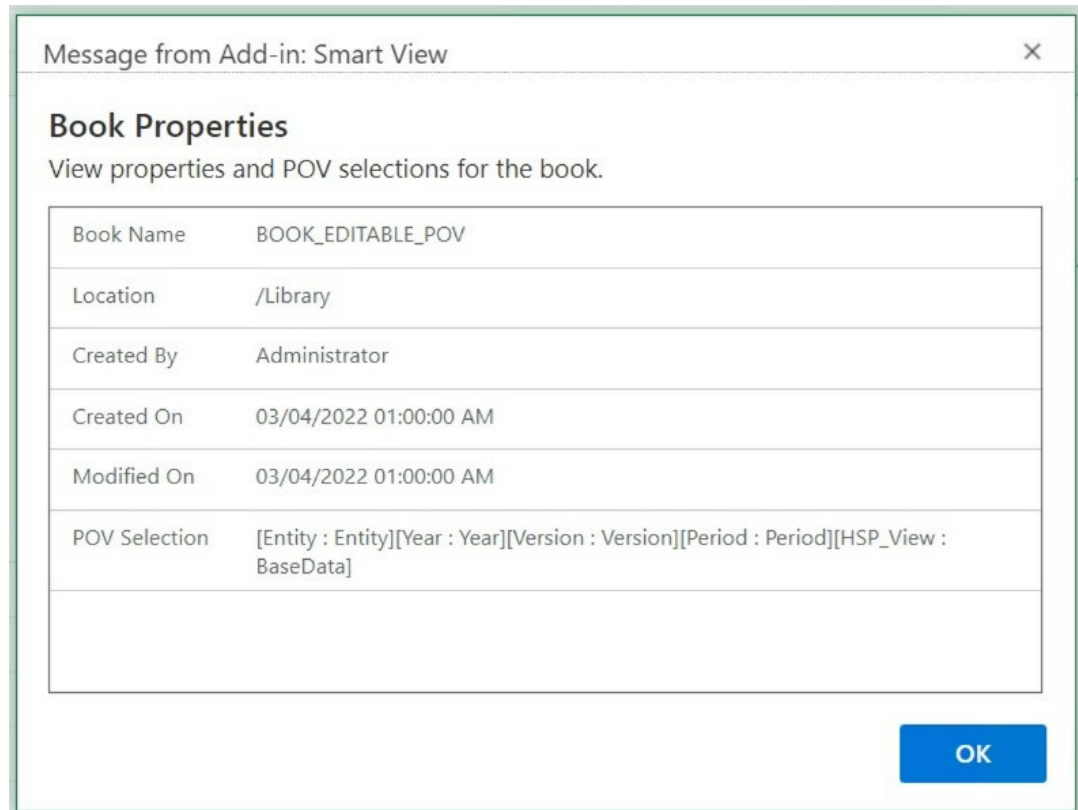 Message from Add-in: Smart View
Book Properties
View properties and POV selections for the book.
Book Name BOOK_EDITABLE_POV
Location /Library
Created By Administrator
Created On 03/04/2022 01:00:00 AM
Modified On 03/04/2022 01:00:00 AM
POV Selection [Entity : Entity][Year : Year][Version : Version][Period : Period][HSP_View :
BaseData]
OK